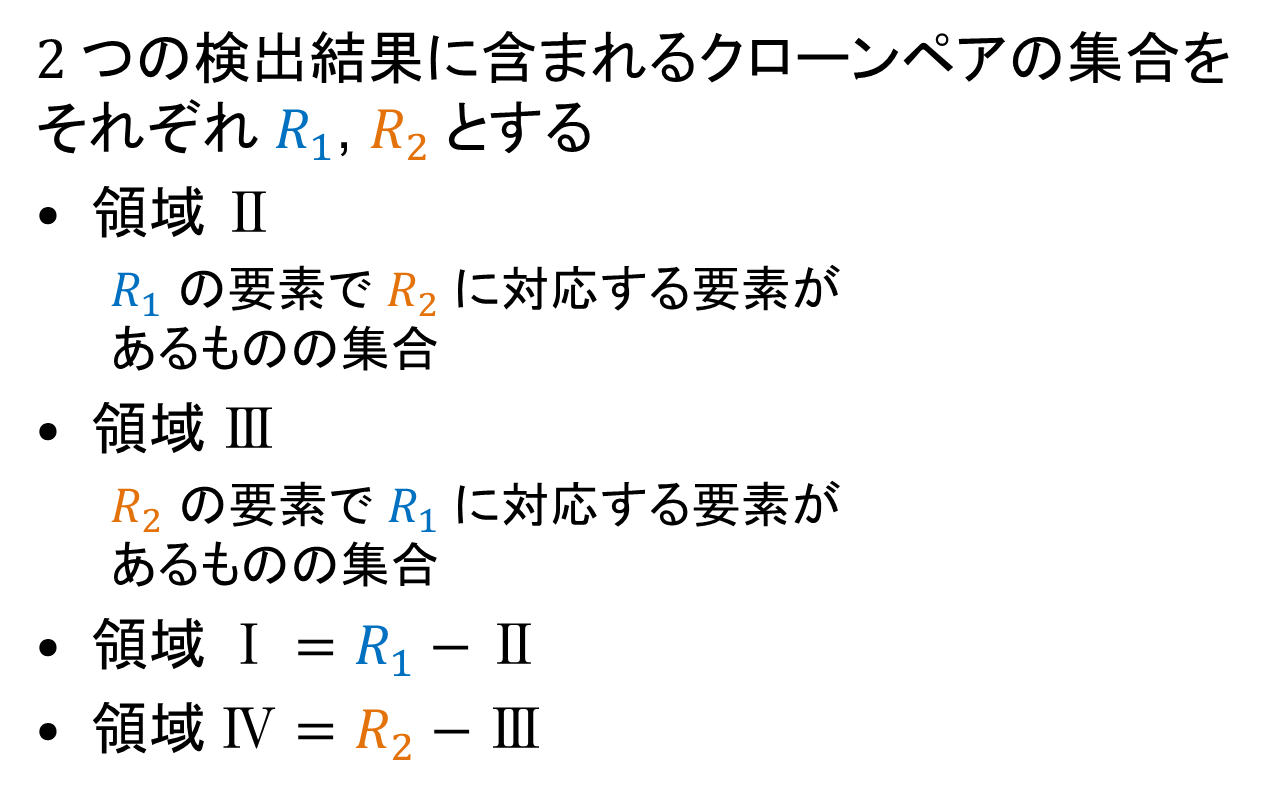 2 つの検出結果に含まれるクローンペアの集合を
それぞれ R₁, R₂ とする
• 領域 Ⅱ
R₁ の要素で R₂ に対応する要素が
あるものの集合
• 領域 Ⅲ
R₂ の要素で R₁ に対応する要素が
あるものの集合
• 領域 Ⅰ = R₁ − Ⅱ
• 領域 Ⅳ = R₂ − Ⅲ